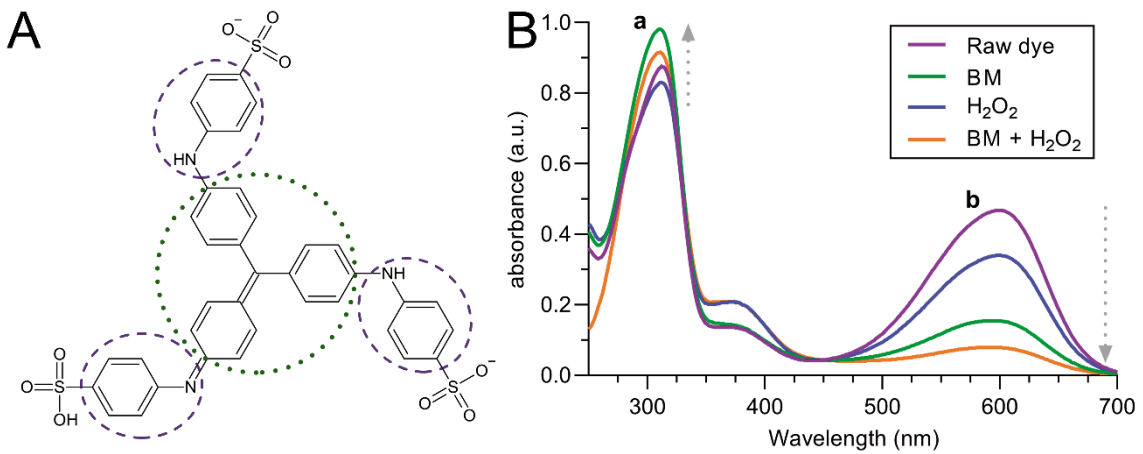 A
O
O⁻
S
O
HN
NH
O
S
O
OH
N
O⁻
S
O
O
B
a
b
Raw dye
BM
H₂O₂
BM + H₂O₂
absorbance (a.u.)
1.0
0.8
0.6
0.4
0.2
0.0
300
400
500
600
700
Wavelength (nm)